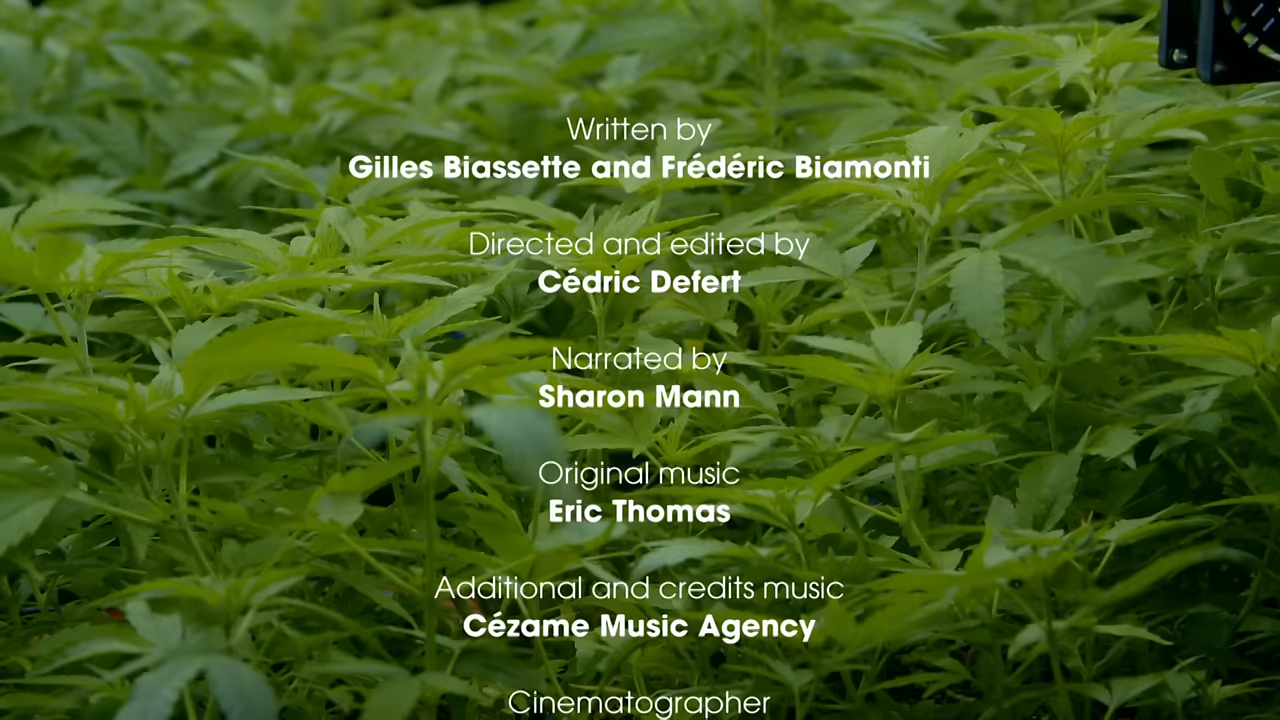 Written by
Gilles Biassette and Frédéric Biamonti
Directed and edited by
Cédric Defert
Narrated by
Sharon Mann
Original music
Eric Thomas
Additional and credits music
Cézame Music Agency
Cinematographer